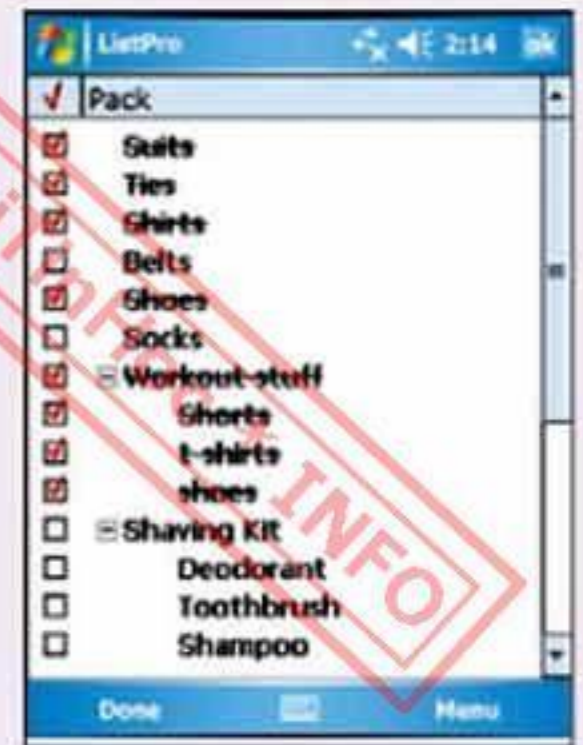 ListPro 2:14 ok
√ Pack
Suits
Ties
Shirts
Belts
Shoes
Socks
Workout stuff
Shorts
t-shirts
shoes
Shaving Kit
Deodorant
Toothbrush
Shampoo
INFO
Done Menu